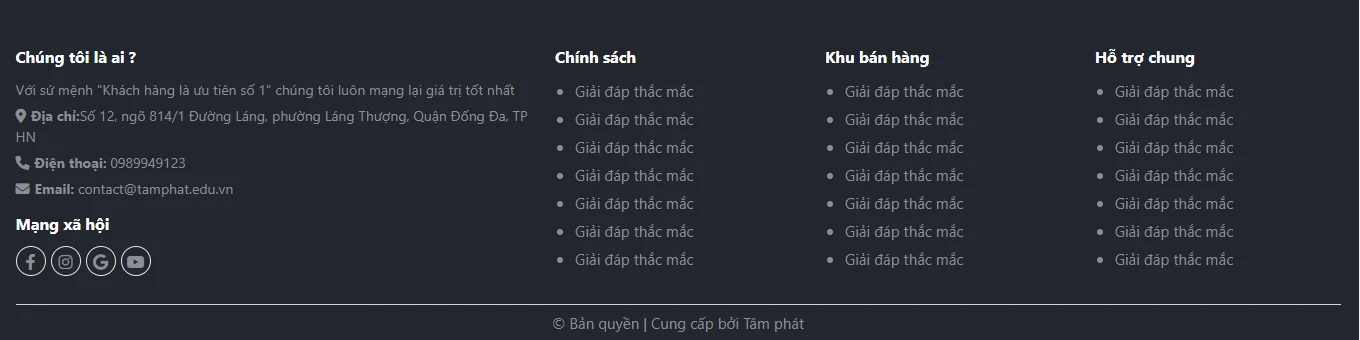 Chúng tôi là ai ?
Với sứ mệnh "Khách hàng là ưu tiên số 1" chúng tôi luôn mạng lại giá trị tốt nhất
Địa chỉ:Số 12, ngõ 814/1 Đường Láng, phường Láng Thượng, Quận Đống Đa, TP
HN
Điện thoại: 0989949123
Email: contact@tamphat.edu.vn
Mạng xã hội
Chính sách
Giải đáp thắc mắc
Giải đáp thắc mắc
Giải đáp thắc mắc
Giải đáp thắc mắc
Giải đáp thắc mắc
Giải đáp thắc mắc
Giải đáp thắc mắc
Khu bán hàng
Giải đáp thắc mắc
Giải đáp thắc mắc
Giải đáp thắc mắc
Giải đáp thắc mắc
Giải đáp thắc mắc
Giải đáp thắc mắc
Giải đáp thắc mắc
Hỗ trợ chung
Giải đáp thắc mắc
Giải đáp thắc mắc
Giải đáp thắc mắc
Giải đáp thắc mắc
Giải đáp thắc mắc
Giải đáp thắc mắc
Giải đáp thắc mắc
© Bản quyền | Cung cấp bởi Tâm phát